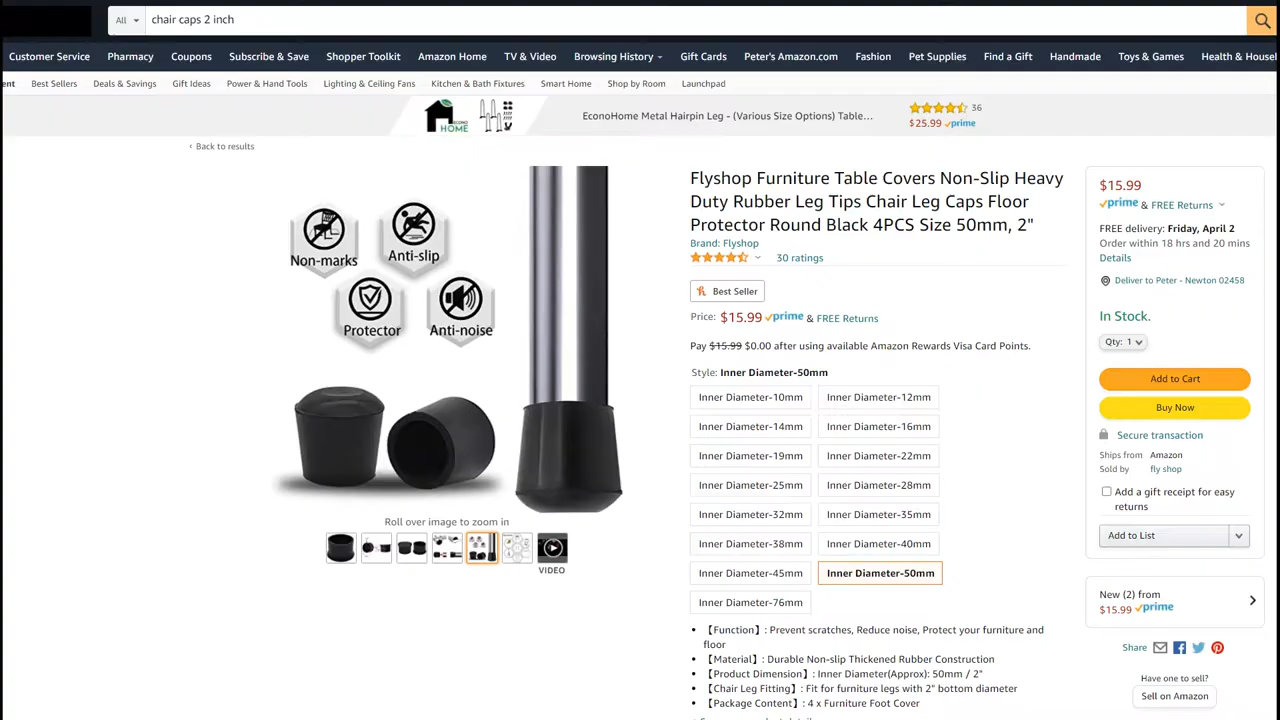 All
chair caps 2 inch
Customer Service Pharmacy Coupons Subscribe & Save Shopper Toolkit Amazon Home TV & Video Browsing History Gift Cards Peter's Amazon.com Fashion Pet Supplies Find a Gift Handmade Toys & Games Health & Househ
ent Best Sellers Deals & Savings Gift Ideas Power & Hand Tools Lighting & Ceiling Fans Kitchen & Bath Fixtures Smart Home Shop by Room Launchpad
ECONO
HOME
EconoHome Metal Hairpin Leg - (Various Size Options) Table…
36
$25.99 prime
‹ Back to results
Non-marks
Anti-slip
Protector
Anti-noise
Roll over image to zoom in
VIDEO
Flyshop Furniture Table Covers Non-Slip Heavy
Duty Rubber Leg Tips Chair Leg Caps Floor
Protector Round Black 4PCS Size 50mm, 2"
Brand: Flyshop
30 ratings
Best Seller
Price: $15.99 prime & FREE Returns
Pay $15.99 $0.00 after using available Amazon Rewards Visa Card Points.
Style: Inner Diameter-50mm
Inner Diameter-10mm Inner Diameter-12mm
Inner Diameter-14mm Inner Diameter-16mm
Inner Diameter-19mm Inner Diameter-22mm
Inner Diameter-25mm Inner Diameter-28mm
Inner Diameter-32mm Inner Diameter-35mm
Inner Diameter-38mm Inner Diameter-40mm
Inner Diameter-45mm Inner Diameter-50mm
Inner Diameter-76mm
• 【Function】: Prevent scratches, Reduce noise, Protect your furniture and
floor
• 【Material】: Durable Non-slip Thickened Rubber Construction
• 【Product Dimension】: Inner Diameter(Approx): 50mm / 2"
• 【Chair Leg Fitting】: Fit for furniture legs with 2" bottom diameter
• 【Package Content】: 4 x Furniture Foot Cover
$15.99
prime & FREE Returns
FREE delivery: Friday, April 2
Order within 18 hrs and 20 mins
Details
Deliver to Peter - Newton 02458
In Stock.
Qty: 1
Add to Cart
Buy Now
Secure transaction
Ships from Amazon
Sold by fly shop
Add a gift receipt for easy
returns
Add to List
New (2) from
$15.99 prime
Share
Have one to sell?
Sell on Amazon